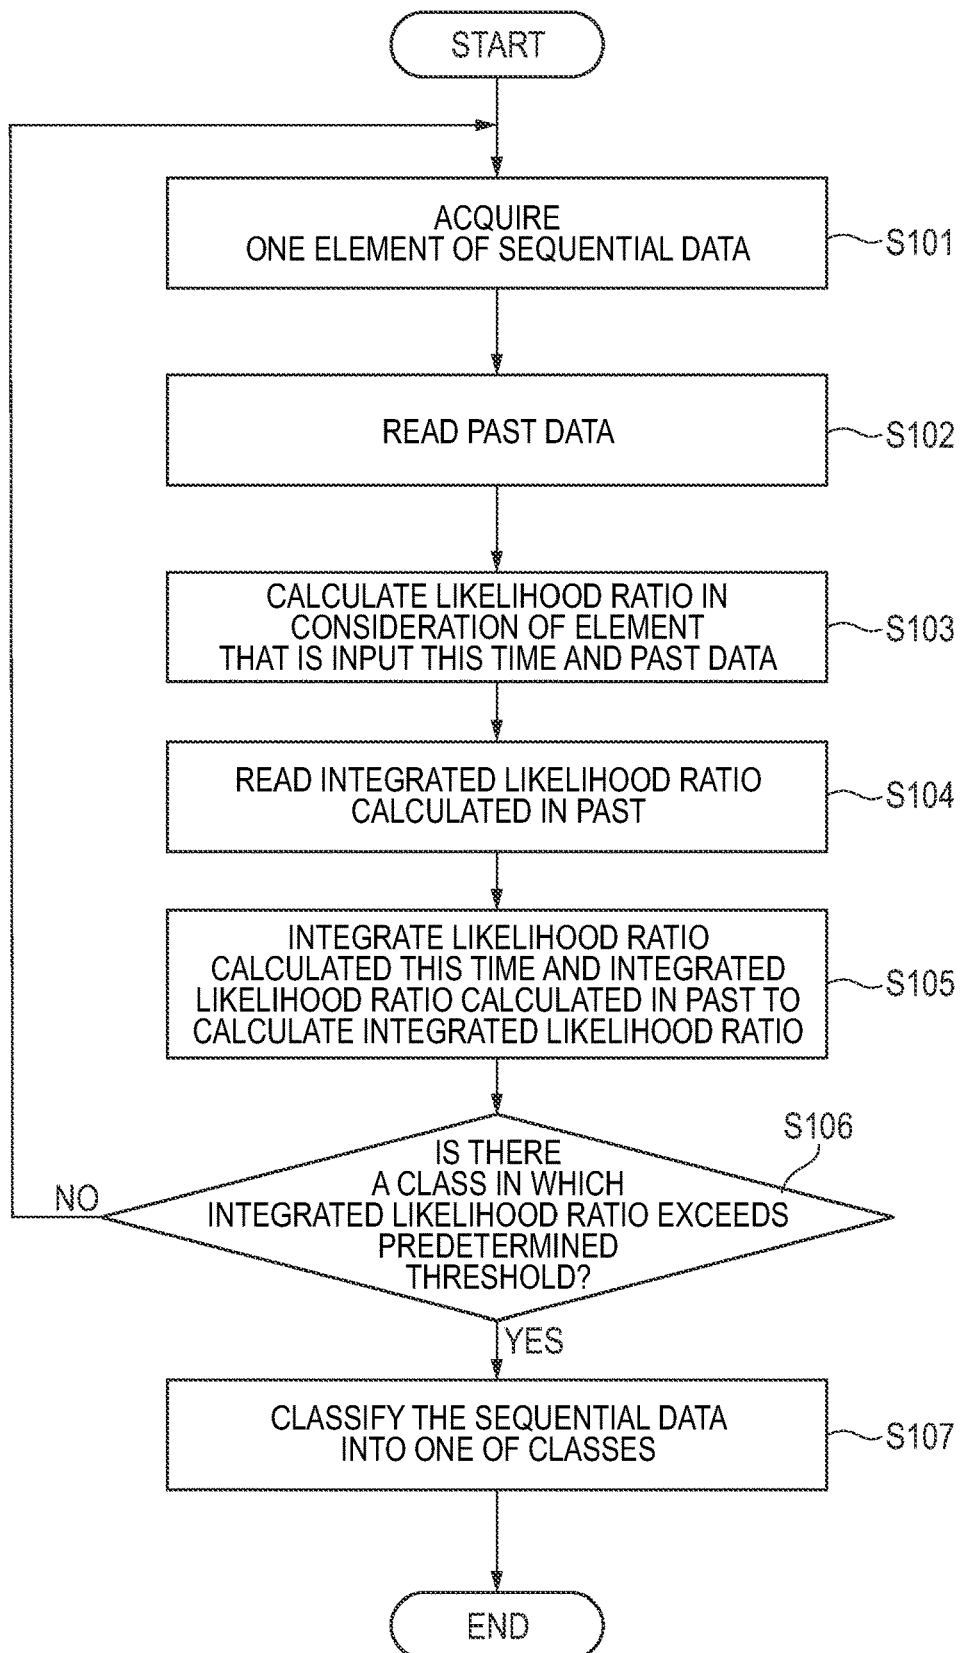 START
ACQUIRE
ONE ELEMENT OF SEQUENTIAL DATA
S101
READ PAST DATA
S102
CALCULATE LIKELIHOOD RATIO IN
CONSIDERATION OF ELEMENT
THAT IS INPUT THIS TIME AND PAST DATA
S103
READ INTEGRATED LIKELIHOOD RATIO
CALCULATED IN PAST
S104
INTEGRATE LIKELIHOOD RATIO
CALCULATED THIS TIME AND INTEGRATED
LIKELIHOOD RATIO CALCULATED IN PAST TO
CALCULATE INTEGRATED LIKELIHOOD RATIO
S105
S106
IS THERE
A CLASS IN WHICH
INTEGRATED LIKELIHOOD RATIO EXCEEDS
PREDETERMINED
THRESHOLD?
NO
YES
CLASSIFY THE SEQUENTIAL DATA
INTO ONE OF CLASSES
S107
END